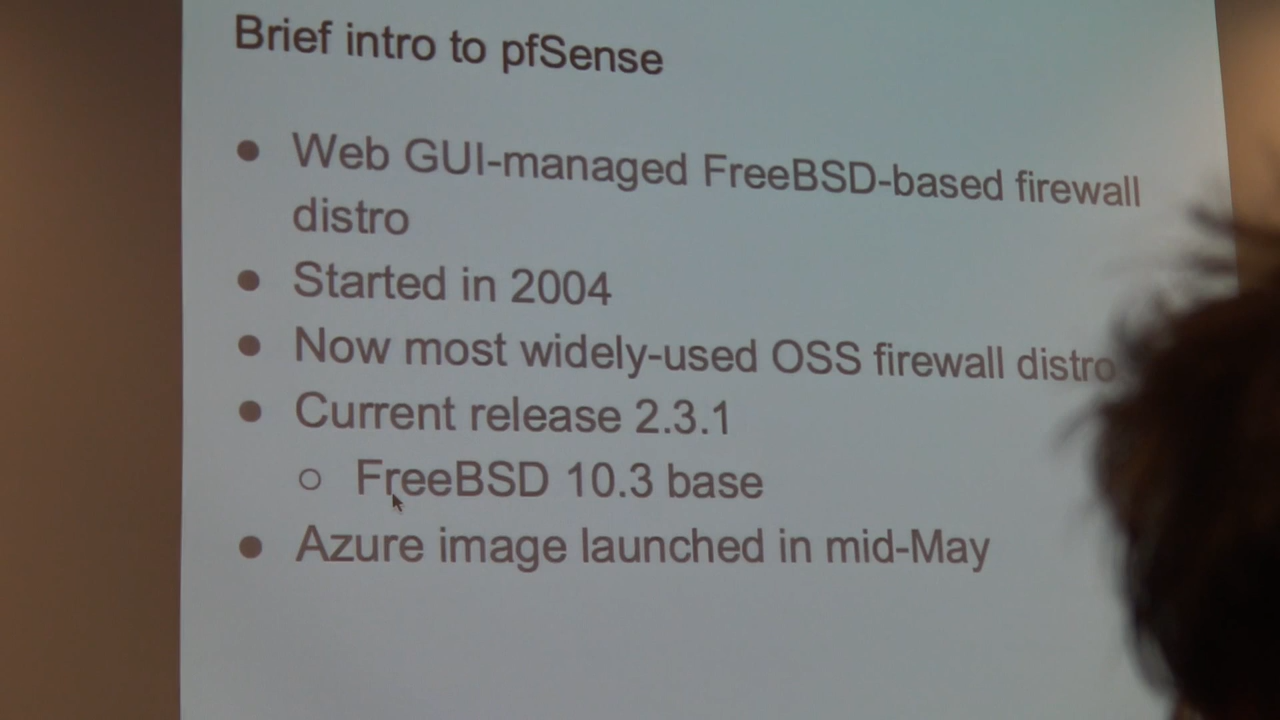 Brief intro to pfSense
● Web GUI-managed FreeBSD-based firewall
distro
● Started in 2004
● Now most widely-used OSS firewall distro
● Current release 2.3.1
○ FreeBSD 10.3 base
● Azure image launched in mid-May